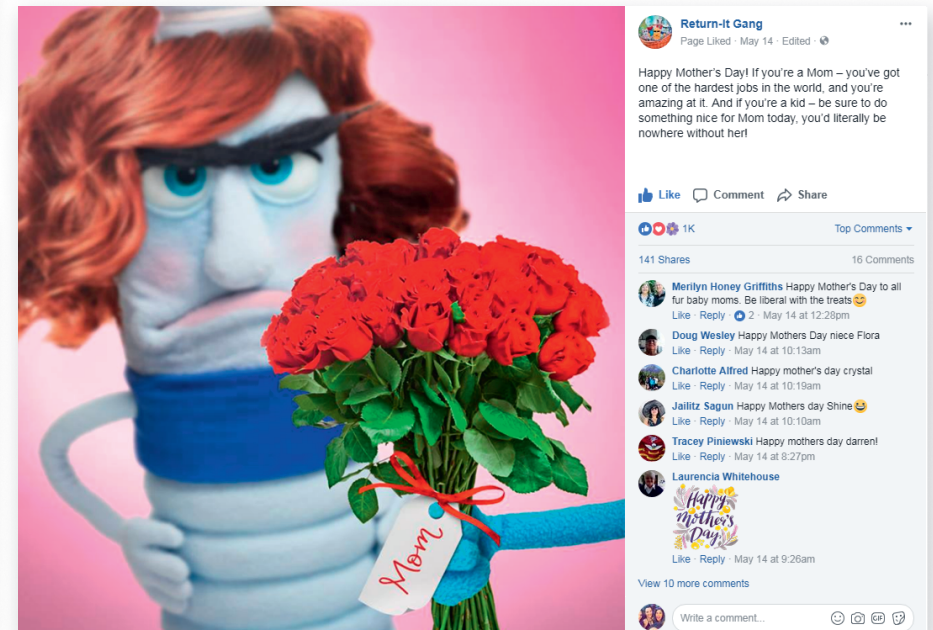 Return-It Gang
Page Liked · May 14 · Edited ·
Happy Mother's Day! If you're a Mom – you've got
one of the hardest jobs in the world, and you're
amazing at it. And if you're a kid – be sure to do
something nice for Mom today, you'd literally be
nowhere without her!
Like Comment Share
1K Top Comments
141 Shares 16 Comments
Merilyn Honey Griffiths Happy Mother's Day to all
fur baby moms. Be liberal with the treats😊
Like · Reply · 2 · May 14 at 12:28pm
Doug Wesley Happy Mothers Day niece Flora
Like · Reply · May 14 at 10:13am
Charlotte Alfred Happy mother's day crystal
Like · Reply · May 14 at 10:19am
Jailitz Sagun Happy Mothers day Shine😄
Like · Reply · May 14 at 10:10am
Tracey Piniewski Happy mothers day darren!
Like · Reply · May 14 at 8:27pm
Laurencia Whitehouse
Happy
Mother's
Day
Like · Reply · May 14 at 9:26am
View 10 more comments
Write a comment...
GIF
Mom